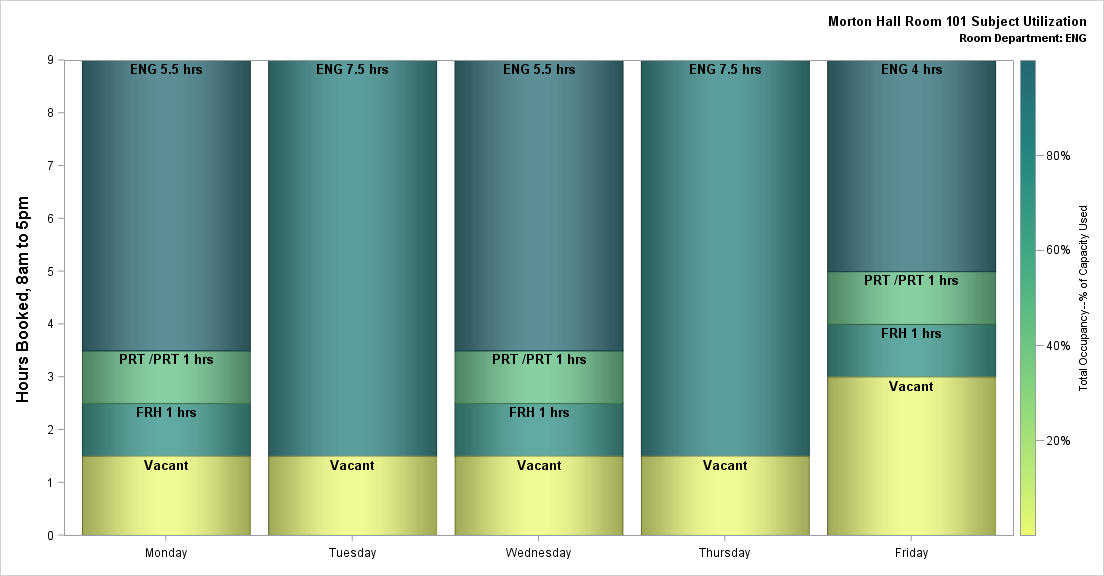 Morton Hall Room 101 Subject Utilization
Room Department: ENG
Hours Booked, 8am to 5pm
9
8
7
6
5
4
3
2
1
0
ENG 5.5 hrs
PRT /PRT 1 hrs
FRH 1 hrs
Vacant
ENG 7.5 hrs
Vacant
ENG 5.5 hrs
PRT /PRT 1 hrs
FRH 1 hrs
Vacant
ENG 7.5 hrs
Vacant
ENG 4 hrs
PRT /PRT 1 hrs
FRH 1 hrs
Vacant
Monday
Tuesday
Wednesday
Thursday
Friday
80%
60%
40%
20%
Total Occupancy--% of Capacity Used